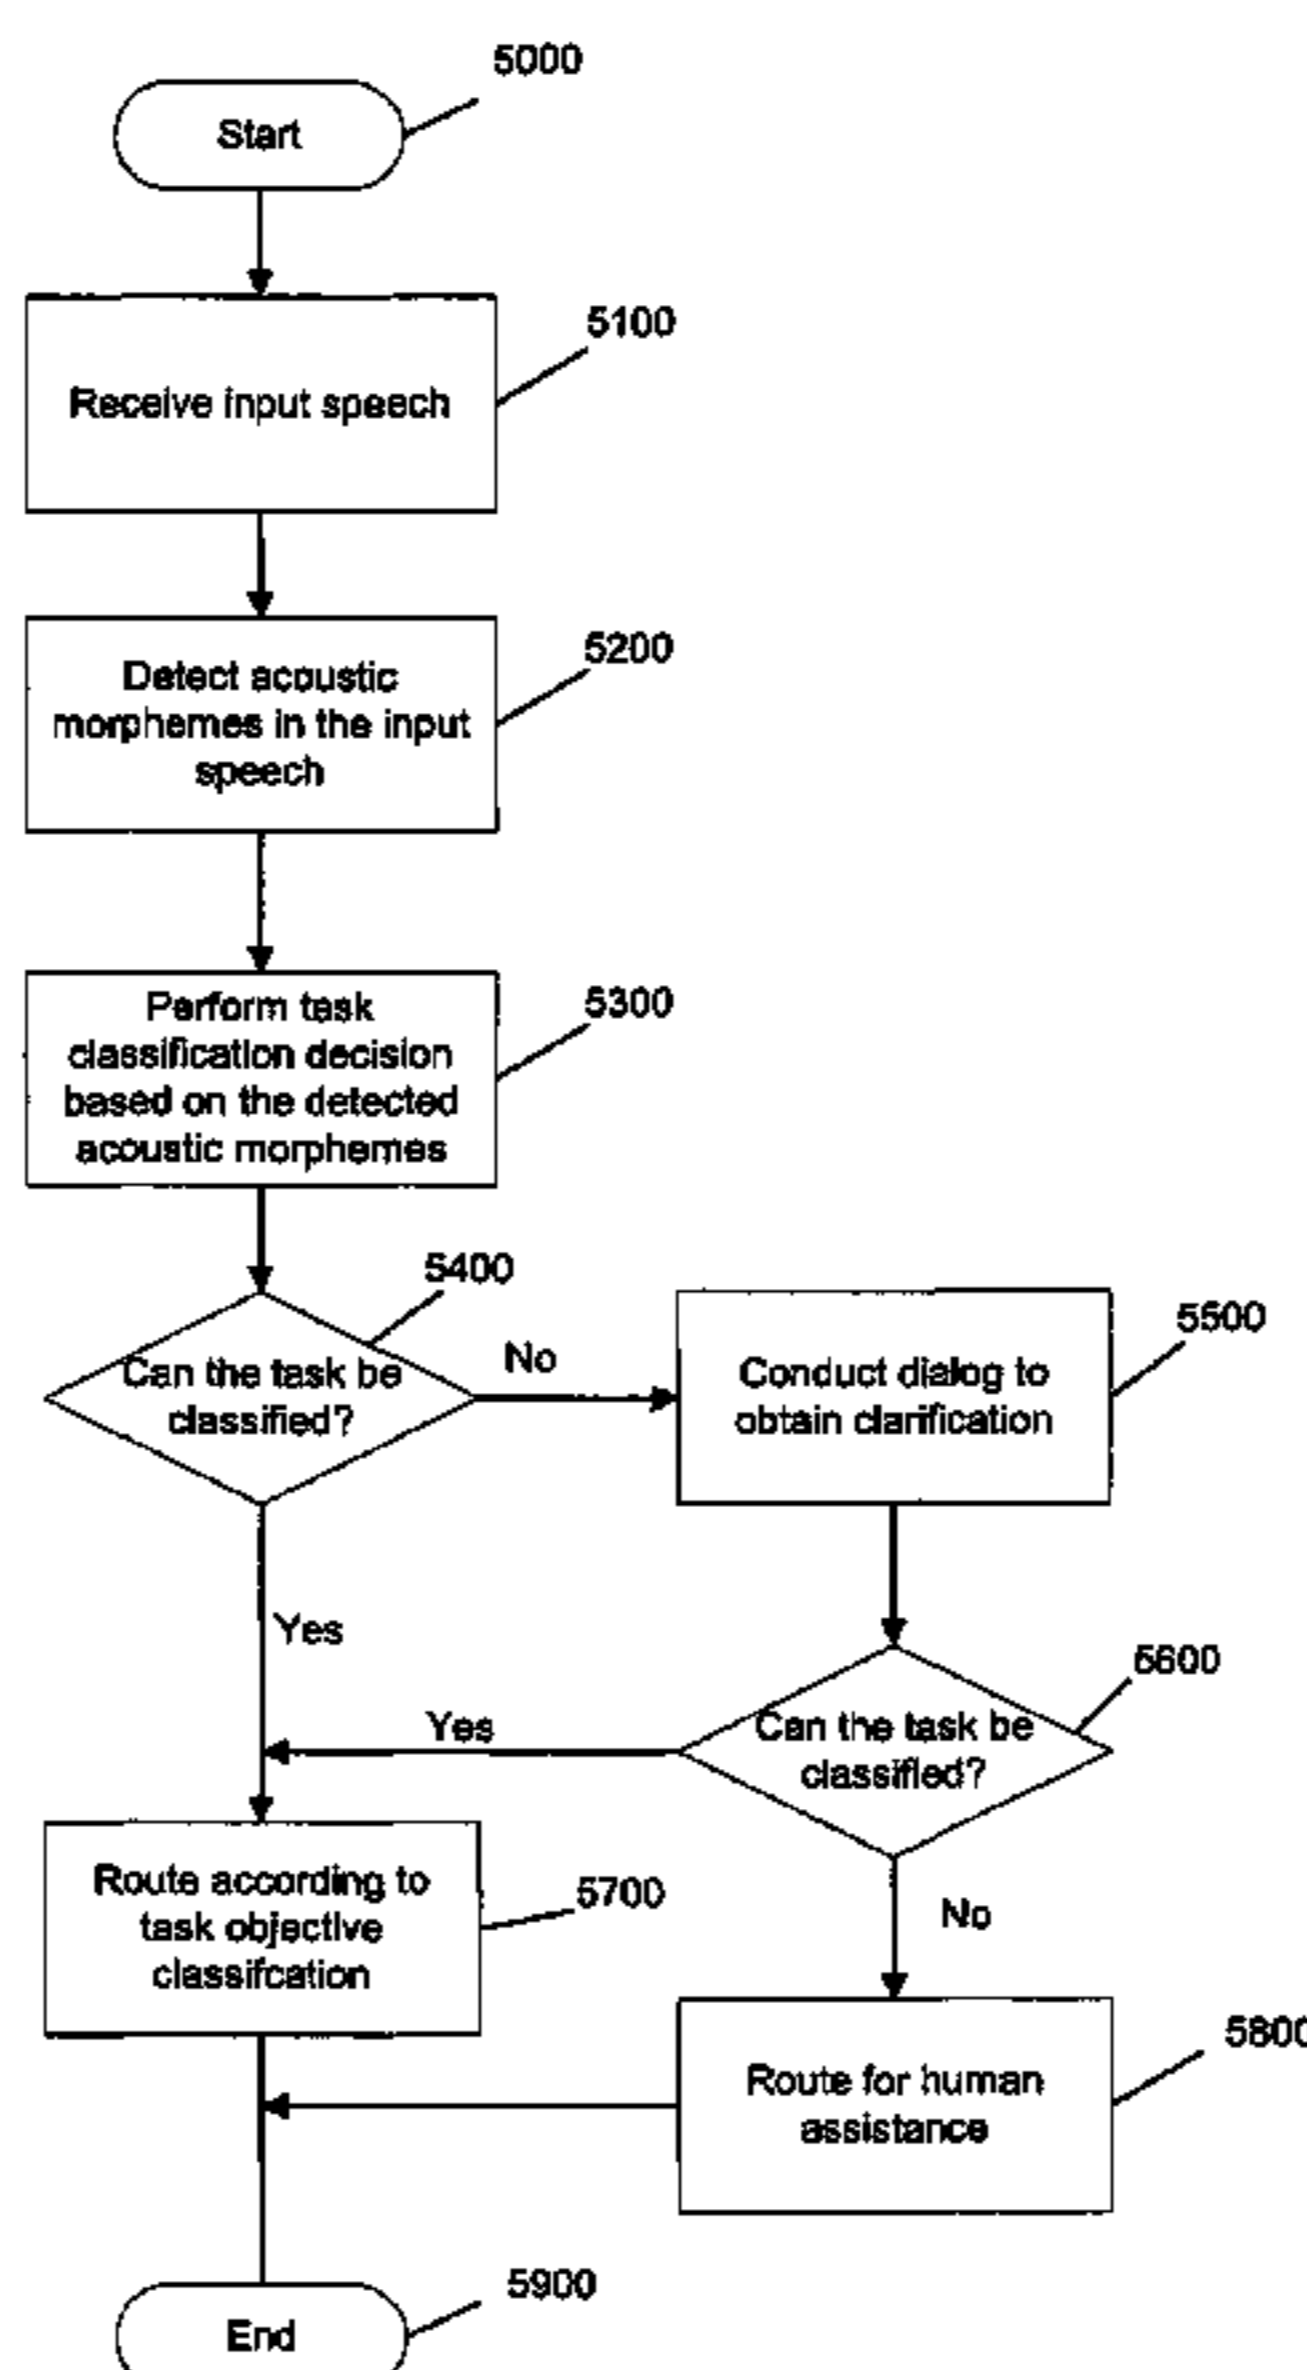 5000
Start
5100
Receive input speech
5200
Detect acoustic
morphemes in the input
speech
5300
Perform task
classification decision
based on the detected
acoustic morphemes
5400
Can the task be
classified?
No
5500
Conduct dialog to
obtain clarification
Yes
5600
Can the task be
classified?
Yes
5700
Route according to
task objective
classifcation
No
5800
Route for human
assistance
5900
End